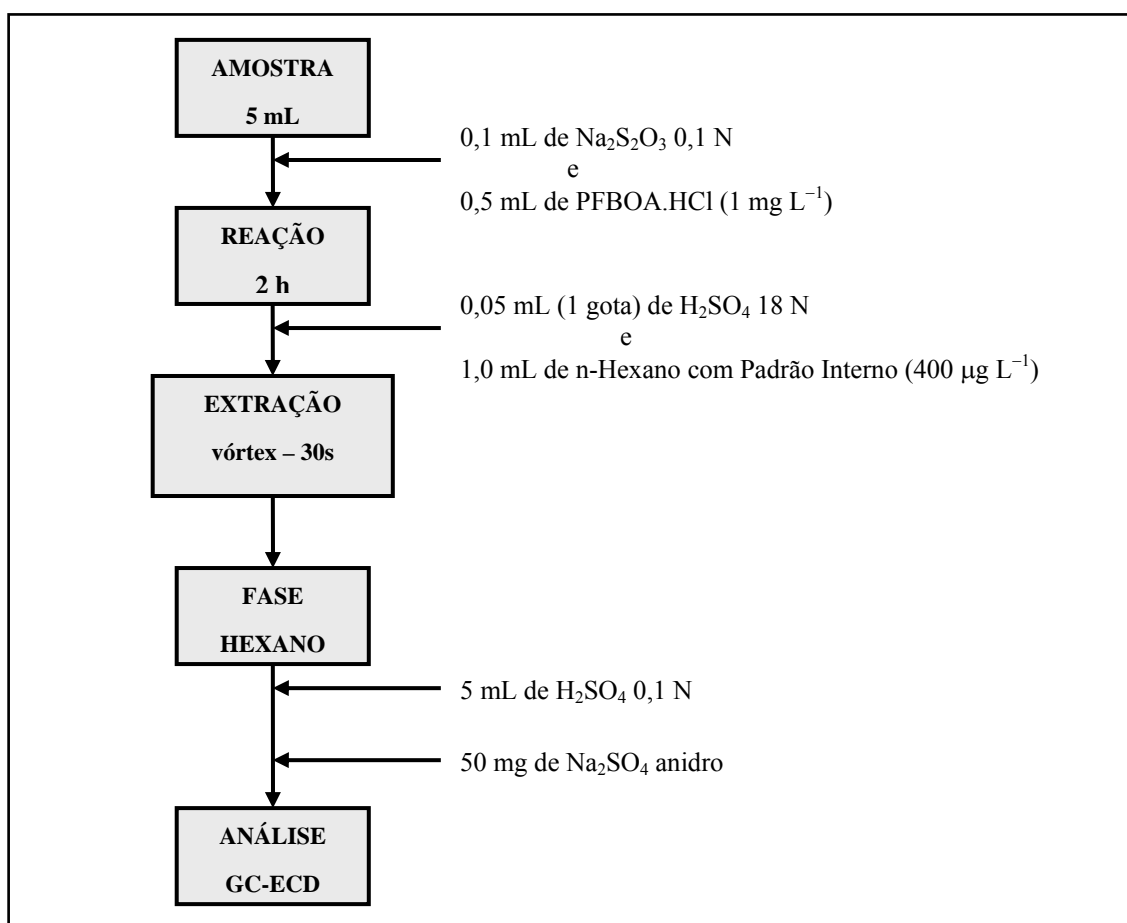 AMOSTRA
5 mL
0,1 mL de Na₂S₂O₃ 0,1 N
e
0,5 mL de PFBOA.HCl (1 mg L⁻¹)
REAÇÃO
2 h
0,05 mL (1 gota) de H₂SO₄ 18 N
e
1,0 mL de n-Hexano com Padrão Interno (400 μg L⁻¹)
EXTRAÇÃO
vórtex – 30s
FASE
HEXANO
5 mL de H₂SO₄ 0,1 N
50 mg de Na₂SO₄ anidro
ANÁLISE
GC-ECD